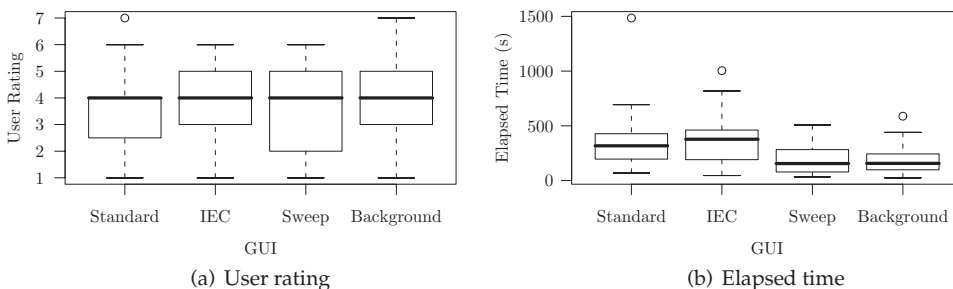 User Rating
7
6
5
4
3
2
1
Standard IEC Sweep Background
GUI
(a) User rating
Elapsed Time (s)
1500
1000
500
0
Standard IEC Sweep Background
GUI
(b) Elapsed time